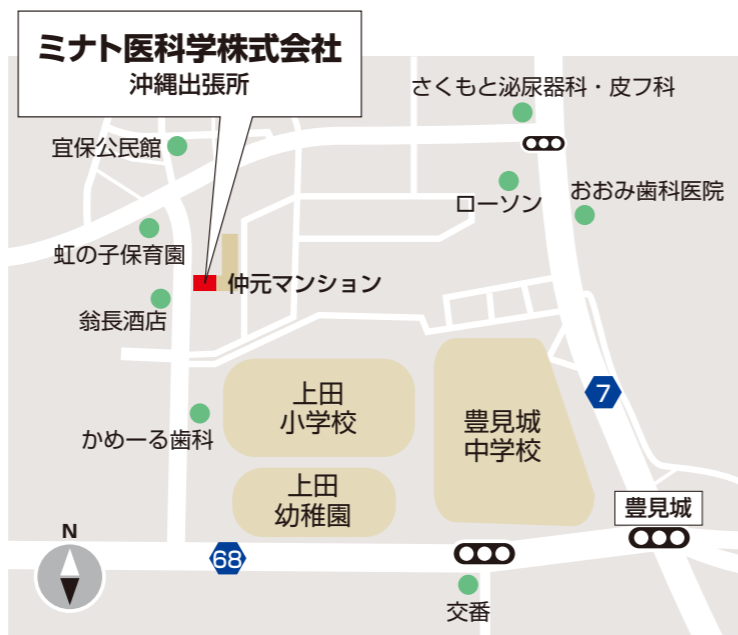 ミナト医科学株式会社
沖縄出張所
さくもと泌尿器科・皮フ科
宜保公民館
ローソン
おおみ歯科医院
虹の子保育園
仲元マンション
翁長酒店
上田
小学校
7
豊見城
中学校
かめーる歯科
上田
幼稚園
豊見城
N
68
交番